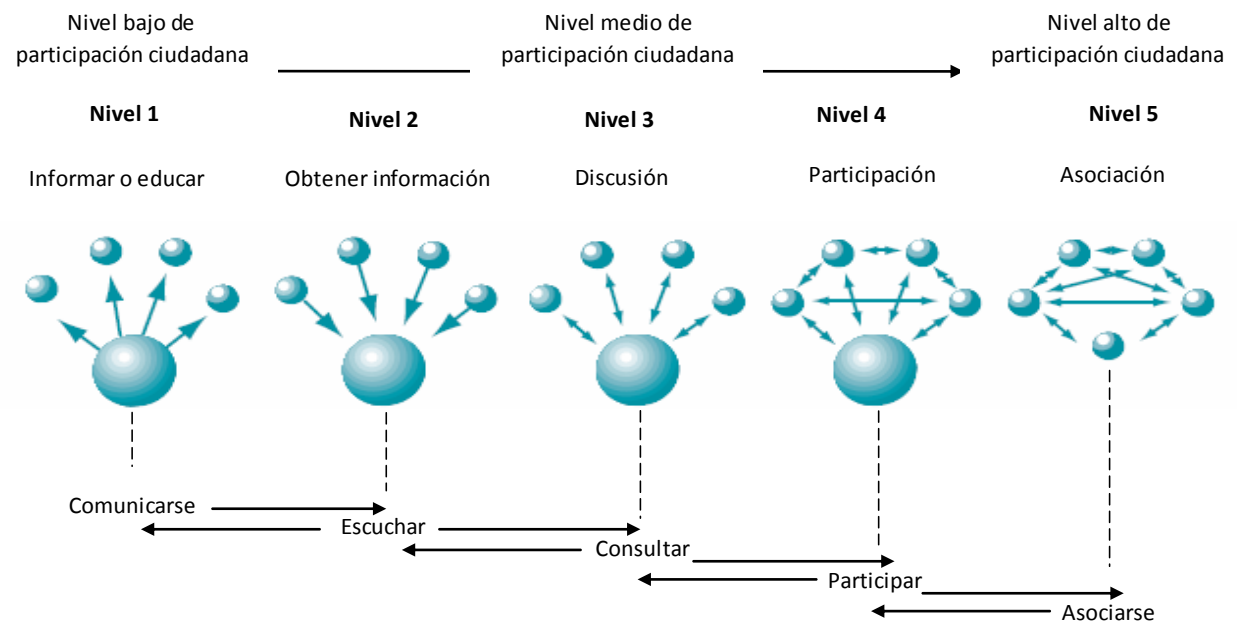 Nivel bajo de
participación ciudadana
Nivel medio de
participación ciudadana
Nivel alto de
participación ciudadana
Nivel 1
Nivel 2
Nivel 3
Nivel 4
Nivel 5
Informar o educar
Obtener información
Discusión
Participación
Asociación
Comunicarse
Escuchar
Consultar
Participar
Asociarse